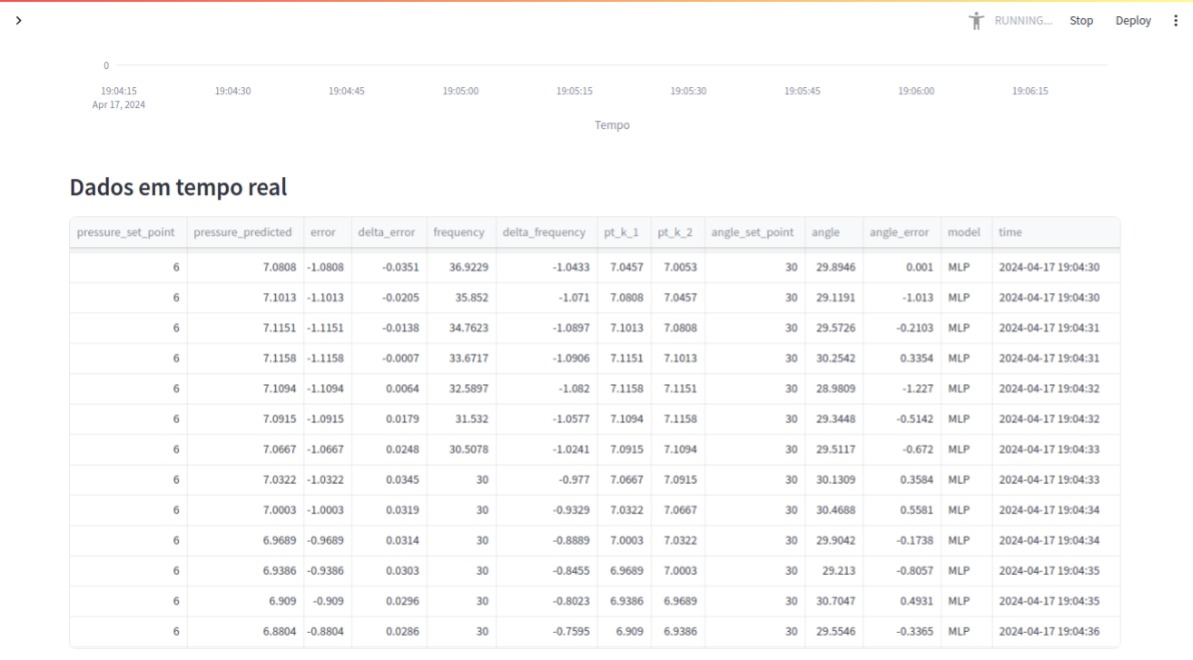 RUNNING... Stop Deploy
0
19:04:15 19:04:30 19:04:45 19:05:00 19:05:15 19:05:30 19:05:45 19:06:00 19:06:15
Apr 17, 2024
Tempo
Dados em tempo real
pressure_set_point pressure_predicted error delta_error frequency delta_frequency pt_k_1 pt_k_2 angle_set_point angle angle_error model time
6 7.0808 -1.0808 -0.0351 36.9229 -1.0433 7.0457 7.0053 30 29.8946 0.001 MLP 2024-04-17 19:04:30
6 7.1013 -1.1013 -0.0205 35.852 -1.071 7.0808 7.0457 30 29.1191 -1.013 MLP 2024-04-17 19:04:30
6 7.1151 -1.1151 -0.0138 34.7623 -1.0897 7.1013 7.0808 30 29.5726 -0.2103 MLP 2024-04-17 19:04:31
6 7.1158 -1.1158 -0.0007 33.6717 -1.0906 7.1151 7.1013 30 30.2542 0.3354 MLP 2024-04-17 19:04:31
6 7.1094 -1.1094 0.0064 32.5897 -1.082 7.1158 7.1151 30 28.9809 -1.227 MLP 2024-04-17 19:04:32
6 7.0915 -1.0915 0.0179 31.532 -1.0577 7.1094 7.1158 30 29.3448 -0.5142 MLP 2024-04-17 19:04:32
6 7.0667 -1.0667 0.0248 30.5078 -1.0241 7.0915 7.1094 30 29.5117 -0.672 MLP 2024-04-17 19:04:33
6 7.0322 -1.0322 0.0345 30 -0.977 7.0667 7.0915 30 30.1309 0.3584 MLP 2024-04-17 19:04:33
6 7.0003 -1.0003 0.0319 30 -0.9329 7.0322 7.0667 30 30.4688 0.5581 MLP 2024-04-17 19:04:34
6 6.9689 -0.9689 0.0314 30 -0.8889 7.0003 7.0322 30 29.9042 -0.1738 MLP 2024-04-17 19:04:34
6 6.9386 -0.9386 0.0303 30 -0.8455 6.9689 7.0003 30 29.213 -0.8057 MLP 2024-04-17 19:04:35
6 6.909 -0.909 0.0296 30 -0.8023 6.9386 6.9689 30 30.7047 0.4931 MLP 2024-04-17 19:04:35
6 6.8804 -0.8804 0.0286 30 -0.7595 6.909 6.9386 30 29.5546 -0.3365 MLP 2024-04-17 19:04:36